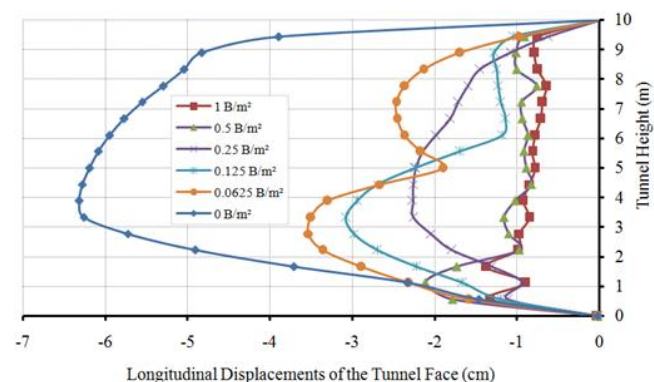 10
9
8
7
6
5
4
3
2
1
0
Tunnel Height (m)
1 B/m²
0.5 B/m²
0.25 B/m²
0.125 B/m²
0.0625 B/m²
0 B/m²
-7 -6 -5 -4 -3 -2 -1 0
Longitudinal Displacements of the Tunnel Face (cm)